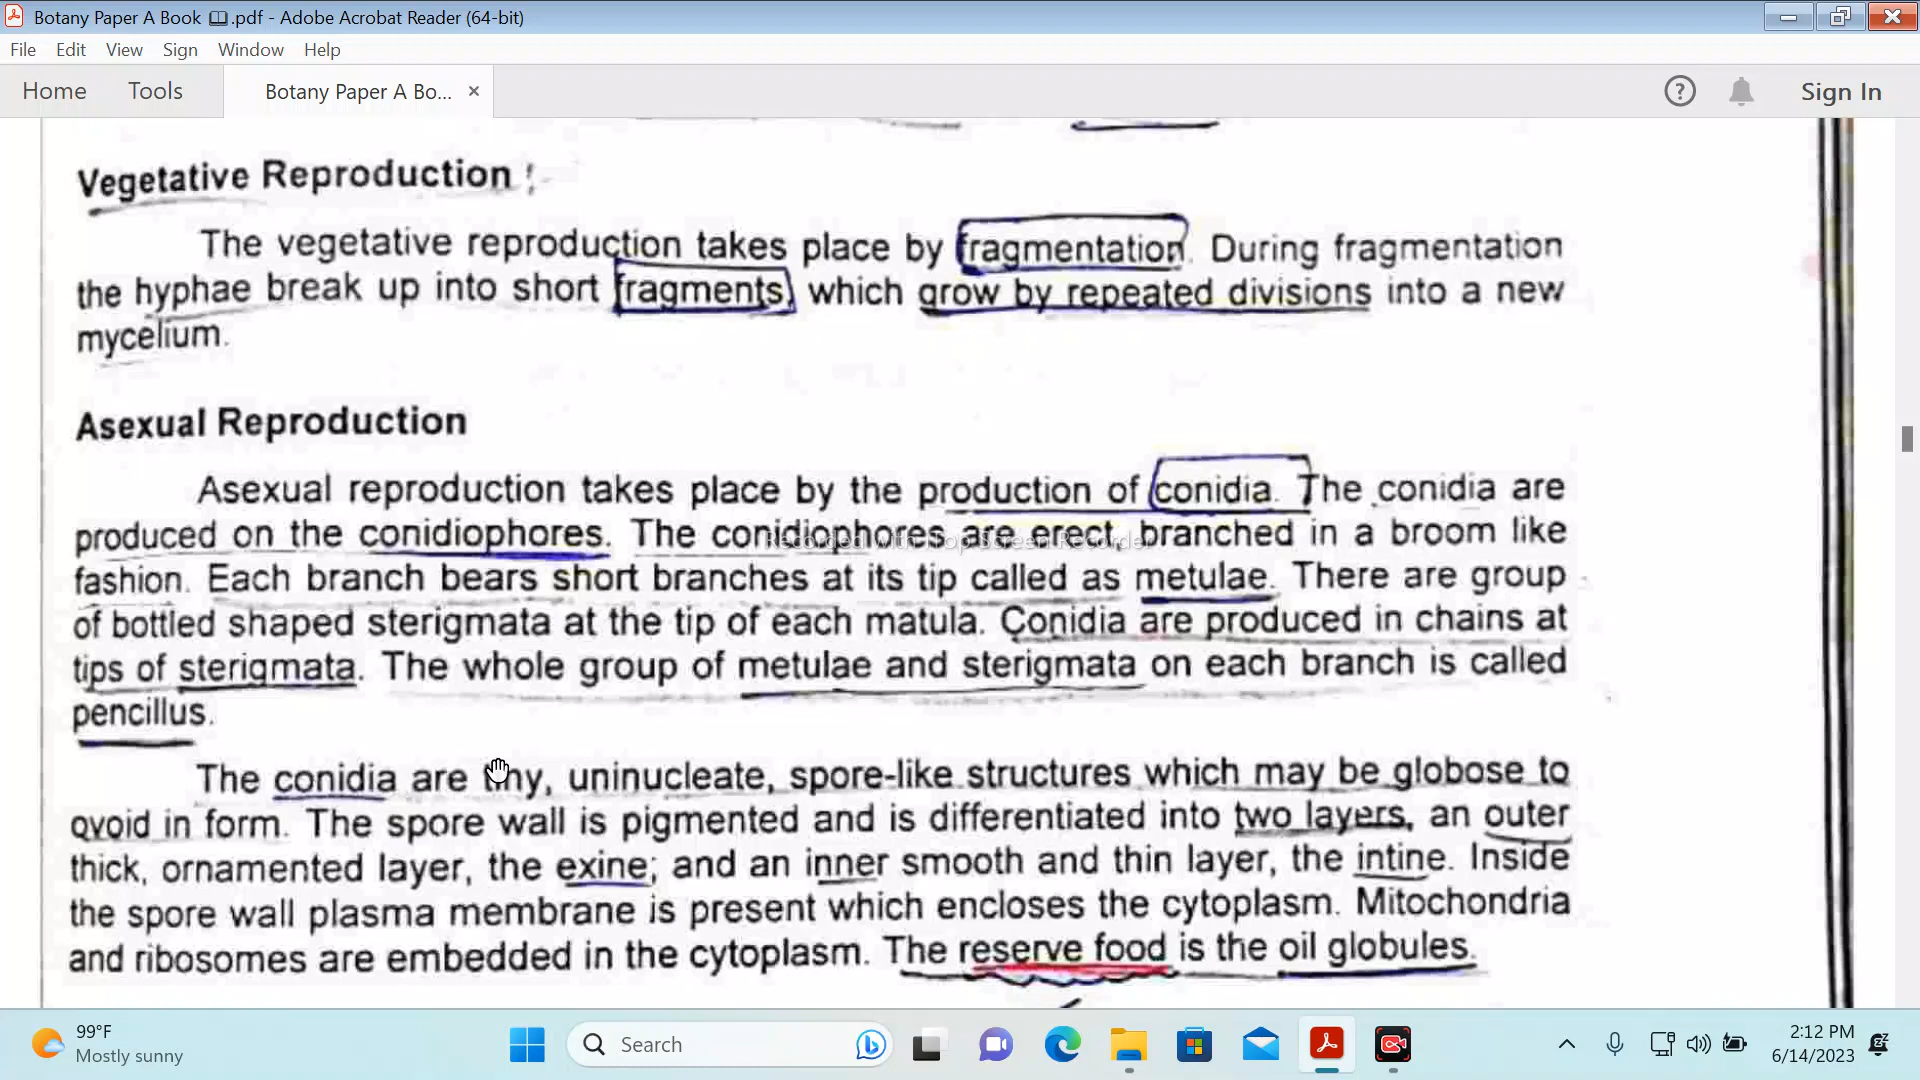 Botany Paper A Book 📖.pdf - Adobe Acrobat Reader (64-bit)
File Edit View Sign Window Help
Home Tools Botany Paper A Bo... × Sign In
Vegetative Reproduction :
The vegetative reproduction takes place by fragmentation. During fragmentation
the hyphae break up into short fragments, which grow by repeated divisions into a new
mycelium.
Asexual Reproduction
Asexual reproduction takes place by the production of conidia. The conidia are
produced on the conidiophores. The conidiophores are erect, branched in a broom like
Recorded with iTop Screen Recorder
fashion. Each branch bears short branches at its tip called as metulae. There are group
of bottled shaped sterigmata at the tip of each matula. Conidia are produced in chains at
tips of sterigmata. The whole group of metulae and sterigmata on each branch is called
pencillus.
The conidia are tiny, uninucleate, spore-like structures which may be globose to
ovoid in form. The spore wall is pigmented and is differentiated into two layers, an outer
thick, ornamented layer, the exine; and an inner smooth and thin layer, the intine. Inside
the spore wall plasma membrane is present which encloses the cytoplasm. Mitochondria
and ribosomes are embedded in the cytoplasm. The reserve food is the oil globules.
99°F
Mostly sunny
Search
2:12 PM
6/14/2023